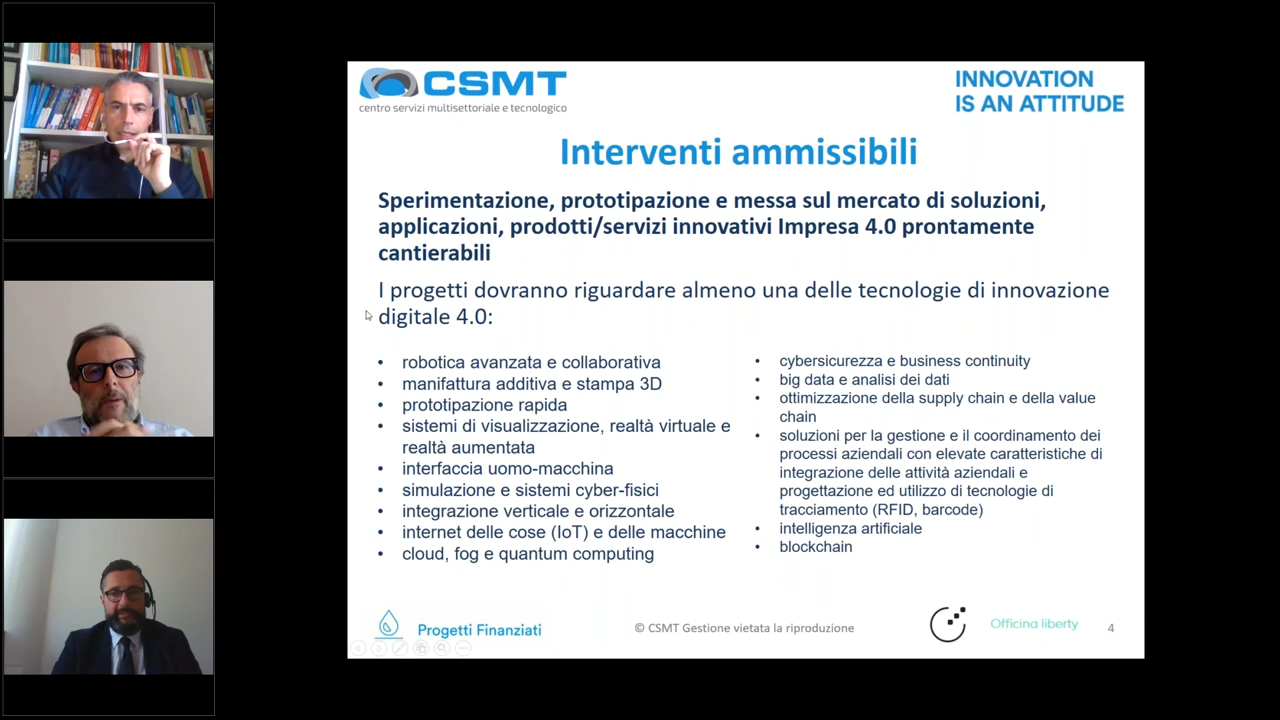 CSMT
centro servizi multisettoriale e tecnologico
INNOVATION
IS AN ATTITUDE
Interventi ammissibili
Sperimentazione, prototipazione e messa sul mercato di soluzioni,
applicazioni, prodotti/servizi innovativi Impresa 4.0 prontamente
cantierabili
I progetti dovranno riguardare almeno una delle tecnologie di innovazione
digitale 4.0:
• robotica avanzata e collaborativa
• manifattura additiva e stampa 3D
• prototipazione rapida
• sistemi di visualizzazione, realtà virtuale e
realtà aumentata
• interfaccia uomo-macchina
• simulazione e sistemi cyber-fisici
• integrazione verticale e orizzontale
• internet delle cose (IoT) e delle macchine
• cloud, fog e quantum computing
• cybersicurezza e business continuity
• big data e analisi dei dati
• ottimizzazione della supply chain e della value
chain
• soluzioni per la gestione e il coordinamento dei
processi aziendali con elevate caratteristiche di
integrazione delle attività aziendali e
progettazione ed utilizzo di tecnologie di
tracciamento (RFID, barcode)
• intelligenza artificiale
• blockchain
Progetti Finanziati
© CSMT Gestione vietata la riproduzione
Officina liberty
4